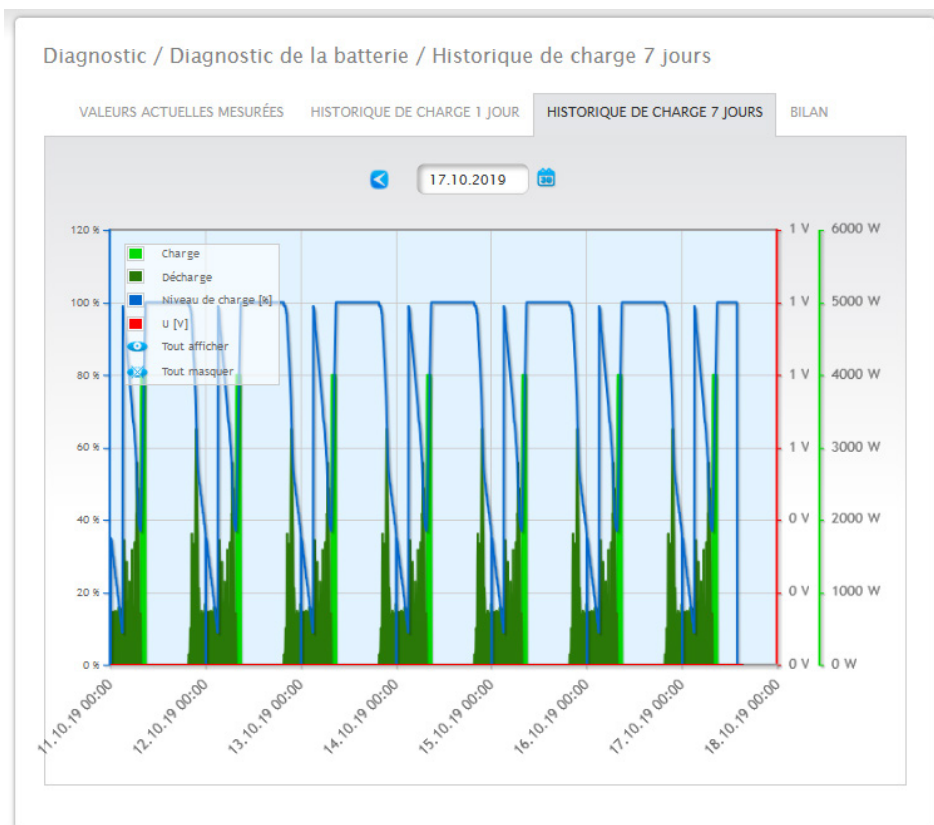 Diagnostic / Diagnostic de la batterie / Historique de charge 7 jours
VALEURS ACTUELLES MESURÉES HISTORIQUE DE CHARGE 1 JOUR HISTORIQUE DE CHARGE 7 JOURS BILAN
17.10.2019
30
120 % 1 V 6000 W
Charge
Décharge
100 % Niveau de charge [%] 1 V 5000 W
U [V]
Tout afficher
80 % Tout masquer 1 V 4000 W
60 % 1 V 3000 W
40 % 0 V 2000 W
20 % 0 V 1000 W
0 % 0 V 0 W
11.10.19 00:00 12.10.19 00:00 13.10.19 00:00 14.10.19 00:00 15.10.19 00:00 16.10.19 00:00 17.10.19 00:00 18.10.19 00:00